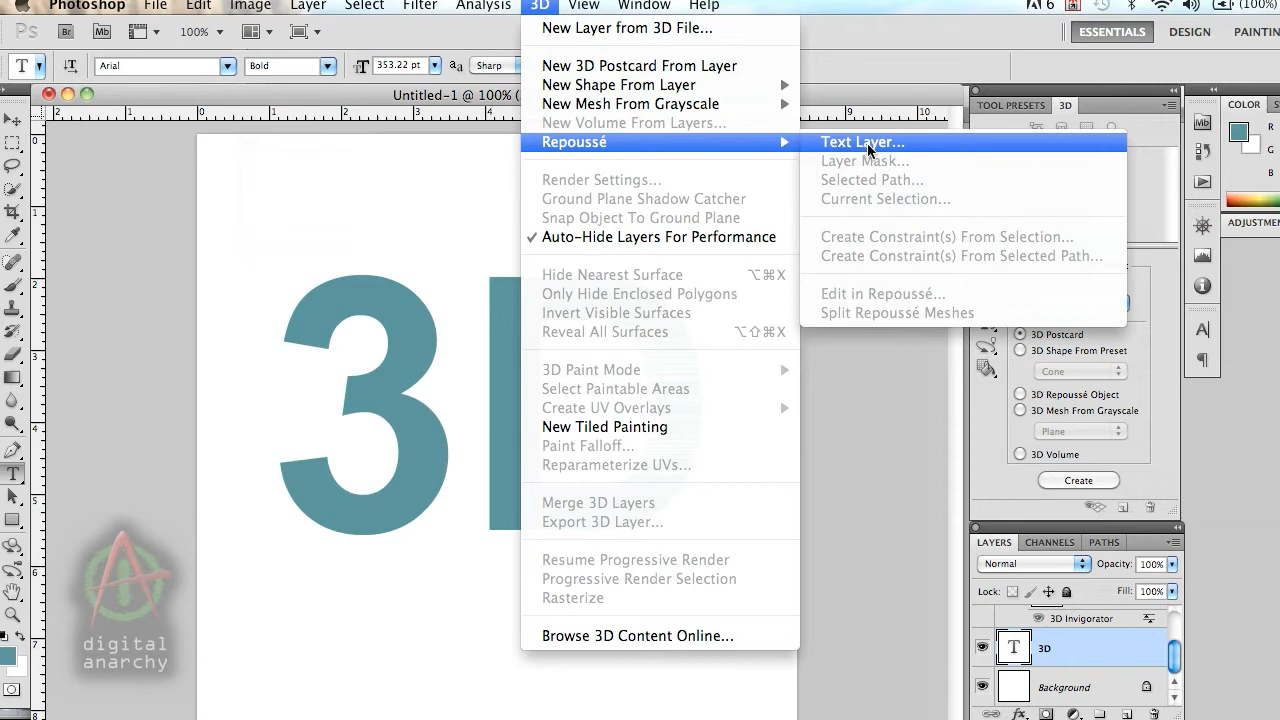 Photoshop File Edit Image Layer Select Filter Analysis 3D View Window Help
Ps Br Mb 100% ESSENTIALS DESIGN PAINTIN
T Arial Bold 353.22 pt aa Sharp
Untitled-1 @ 100% (
New Layer from 3D File...
New 3D Postcard From Layer
New Shape From Layer
New Mesh From Grayscale
New Volume From Layers...
Repoussé
Render Settings...
Ground Plane Shadow Catcher
Snap Object To Ground Plane
✓ Auto-Hide Layers For Performance
Hide Nearest Surface ⌥⌘X
Only Hide Enclosed Polygons
Invert Visible Surfaces
Reveal All Surfaces ⌥⇧⌘X
3D Paint Mode
Select Paintable Areas
Create UV Overlays
New Tiled Painting
Paint Falloff...
Reparameterize UVs...
Merge 3D Layers
Export 3D Layer...
Resume Progressive Render
Progressive Render Selection
Rasterize
Browse 3D Content Online...
Text Layer...
Layer Mask...
Selected Path...
Current Selection...
Create Constraint(s) From Selection...
Create Constraint(s) From Selected Path...
Edit in Repoussé...
Split Repoussé Meshes
3D
digital
anarchy
TOOL PRESETS 3D
3D Postcard
3D Shape From Preset
Cone
3D Repoussé Object
3D Mesh From Grayscale
Plane
3D Volume
Create
COLOR S
R
G
B
ADJUSTMEN
LAYERS CHANNELS PATHS
Normal Opacity: 100%
Lock: Fill: 100%
3D Invigorator
T 3D
Background